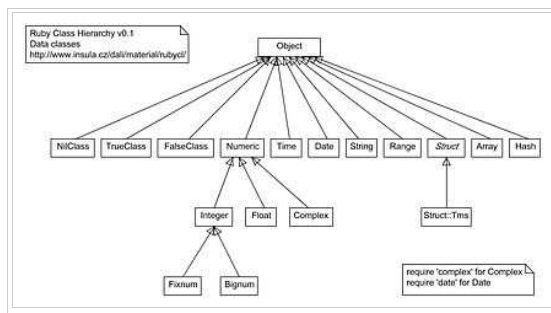 Ruby Class Hierarchy v0.1
Data classes
http://www.insula.cz/dali/material/rubycl/
Object
NilClass TrueClass FalseClass Numeric Time Date String Range Struct Array Hash
Integer Float Complex Struct::Tms
Fixnum Bignum
require 'complex' for Complex
require 'date' for Date